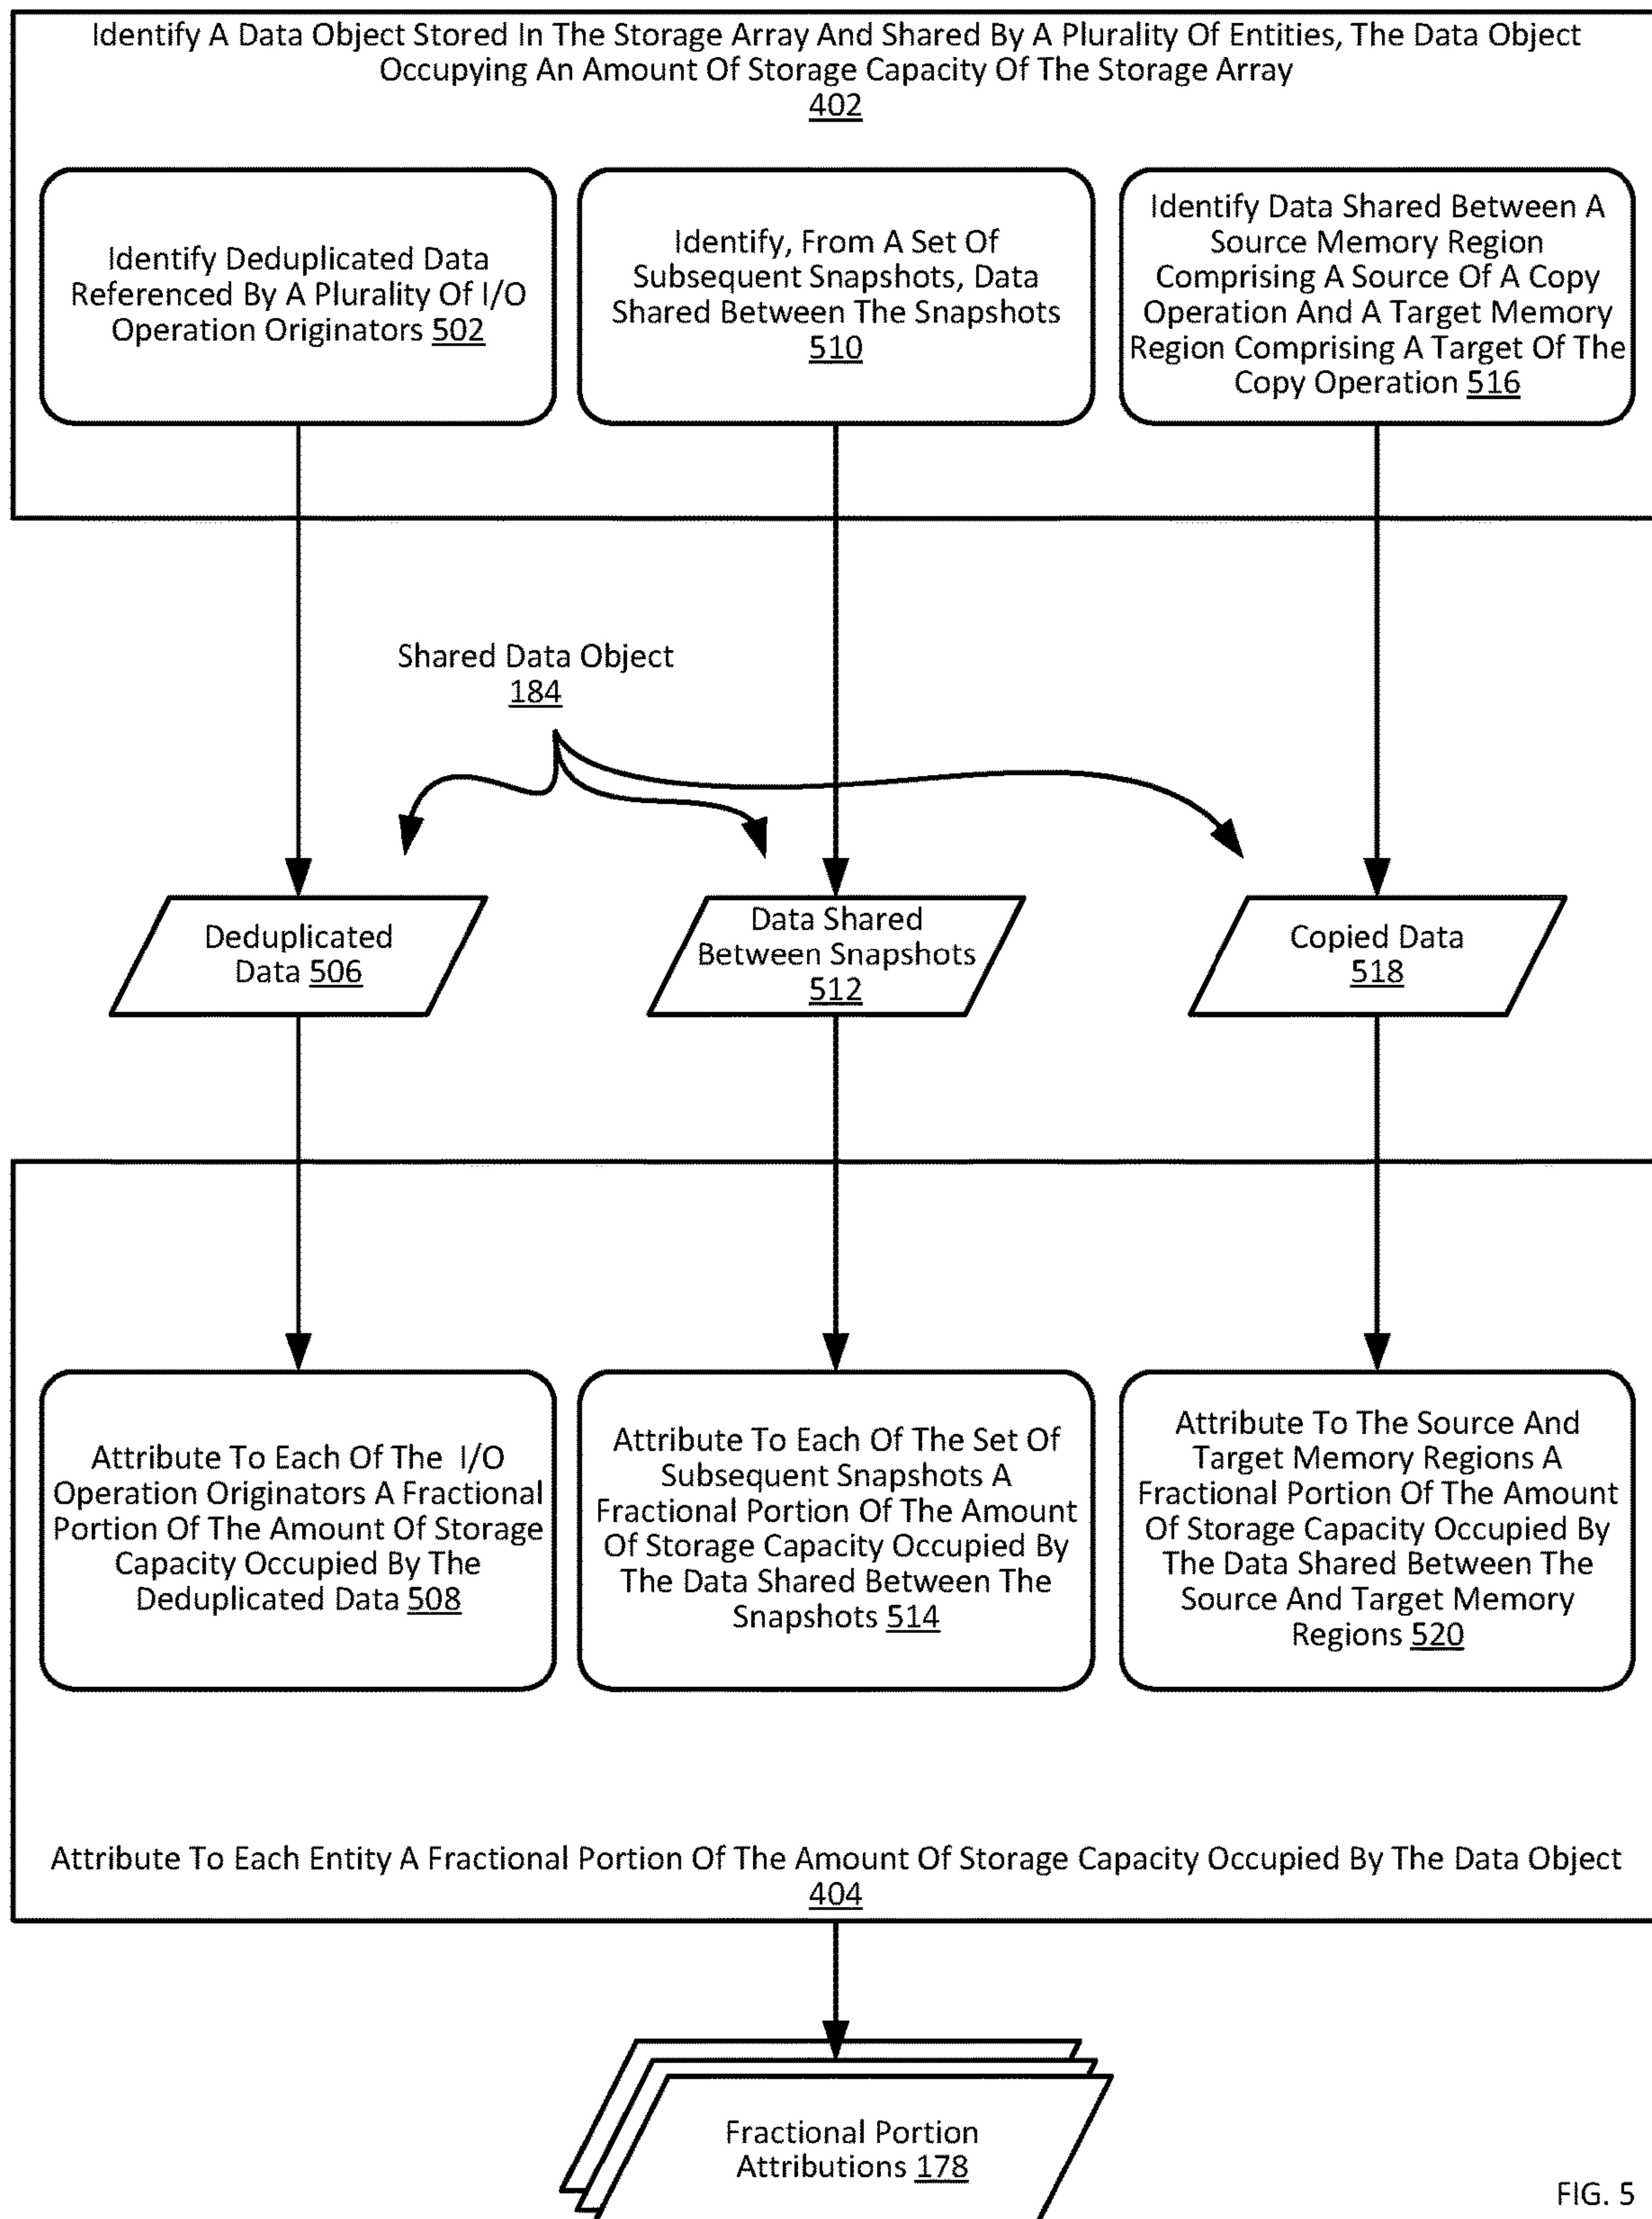 Identify A Data Object Stored In The Storage Array And Shared By A Plurality Of Entities, The Data Object
Occupying An Amount Of Storage Capacity Of The Storage Array
402
Identify Deduplicated Data
Referenced By A Plurality Of I/O
Operation Originators 502
Identify, From A Set Of
Subsequent Snapshots, Data
Shared Between The Snapshots
510
Identify Data Shared Between A
Source Memory Region
Comprising A Source Of A Copy
Operation And A Target Memory
Region Comprising A Target Of The
Copy Operation 516
Shared Data Object
184
Deduplicated
Data 506
Data Shared
Between Snapshots
512
Copied Data
518
Attribute To Each Of The I/O
Operation Originators A Fractional
Portion Of The Amount Of Storage
Capacity Occupied By The
Deduplicated Data 508
Attribute To Each Of The Set Of
Subsequent Snapshots A
Fractional Portion Of The Amount
Of Storage Capacity Occupied By
The Data Shared Between The
Snapshots 514
Attribute To The Source And
Target Memory Regions A
Fractional Portion Of The Amount
Of Storage Capacity Occupied By
The Data Shared Between The
Source And Target Memory
Regions 520
Attribute To Each Entity A Fractional Portion Of The Amount Of Storage Capacity Occupied By The Data Object
404
Fractional Portion
Attributions 178
FIG. 5